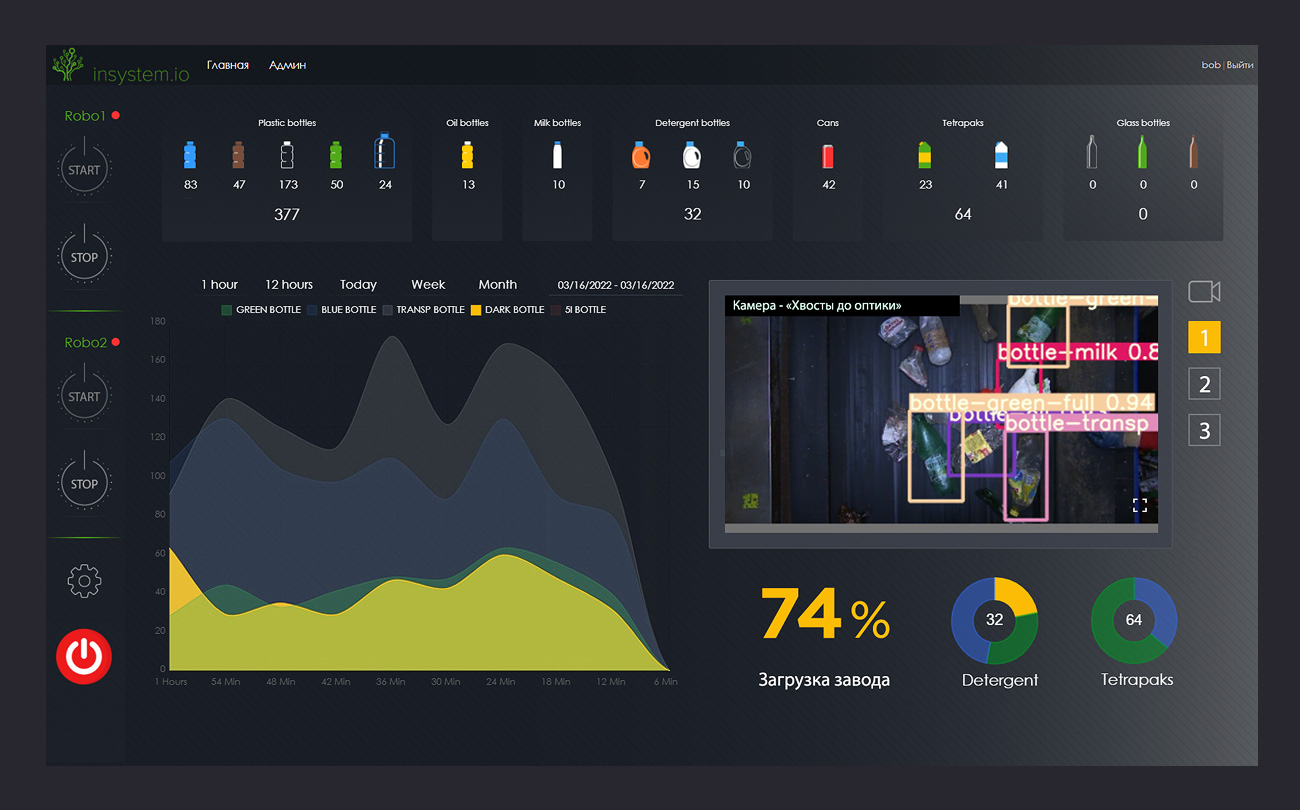 insystem.io
Главная Админ
bob | Выйти
Robo1
START
STOP
Robo2
START
STOP
Plastic bottles
83 47 173 50 24
377
Oil bottles
13
Milk bottles
10
Detergent bottles
7 15 10
32
Cans
42
Tetrapaks
23 41
64
Glass bottles
0 0 0
0
1 hour 12 hours Today Week Month 03/16/2022 - 03/16/2022
GREEN BOTTLE BLUE BOTTLE TRANSP BOTTLE DARK BOTTLE 5l BOTTLE
180
160
140
120
100
80
60
40
20
0
1 Hours 54 Min 48 Min 42 Min 36 Min 30 Min 24 Min 18 Min 12 Min 6 Min
Камера - «Хвосты до оптики»
bottle-green-
bottle-milk 0.8
bottle-green-full 0.94
bottle-transp
1
2
3
74 %
Загрузка завода
32
Detergent
64
Tetrapaks